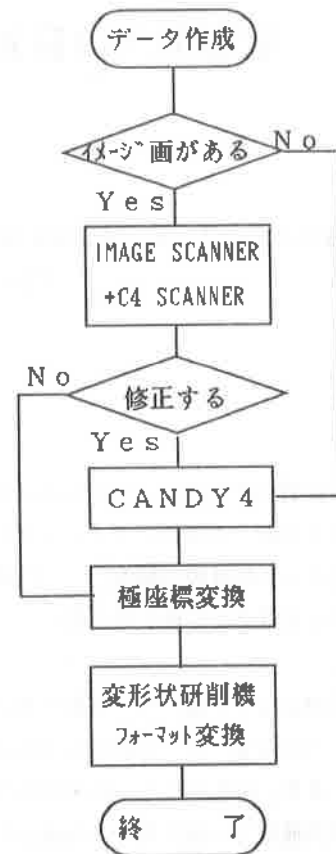 データ作成
ｲﾒｰｼﾞ画がある
No
Yes
IMAGE SCANNER
+C4 SCANNER
No
修正する
Yes
CANDY4
極座標変換
変形状研削機
ﾌｫｰﾏｯﾄ変換
終　了